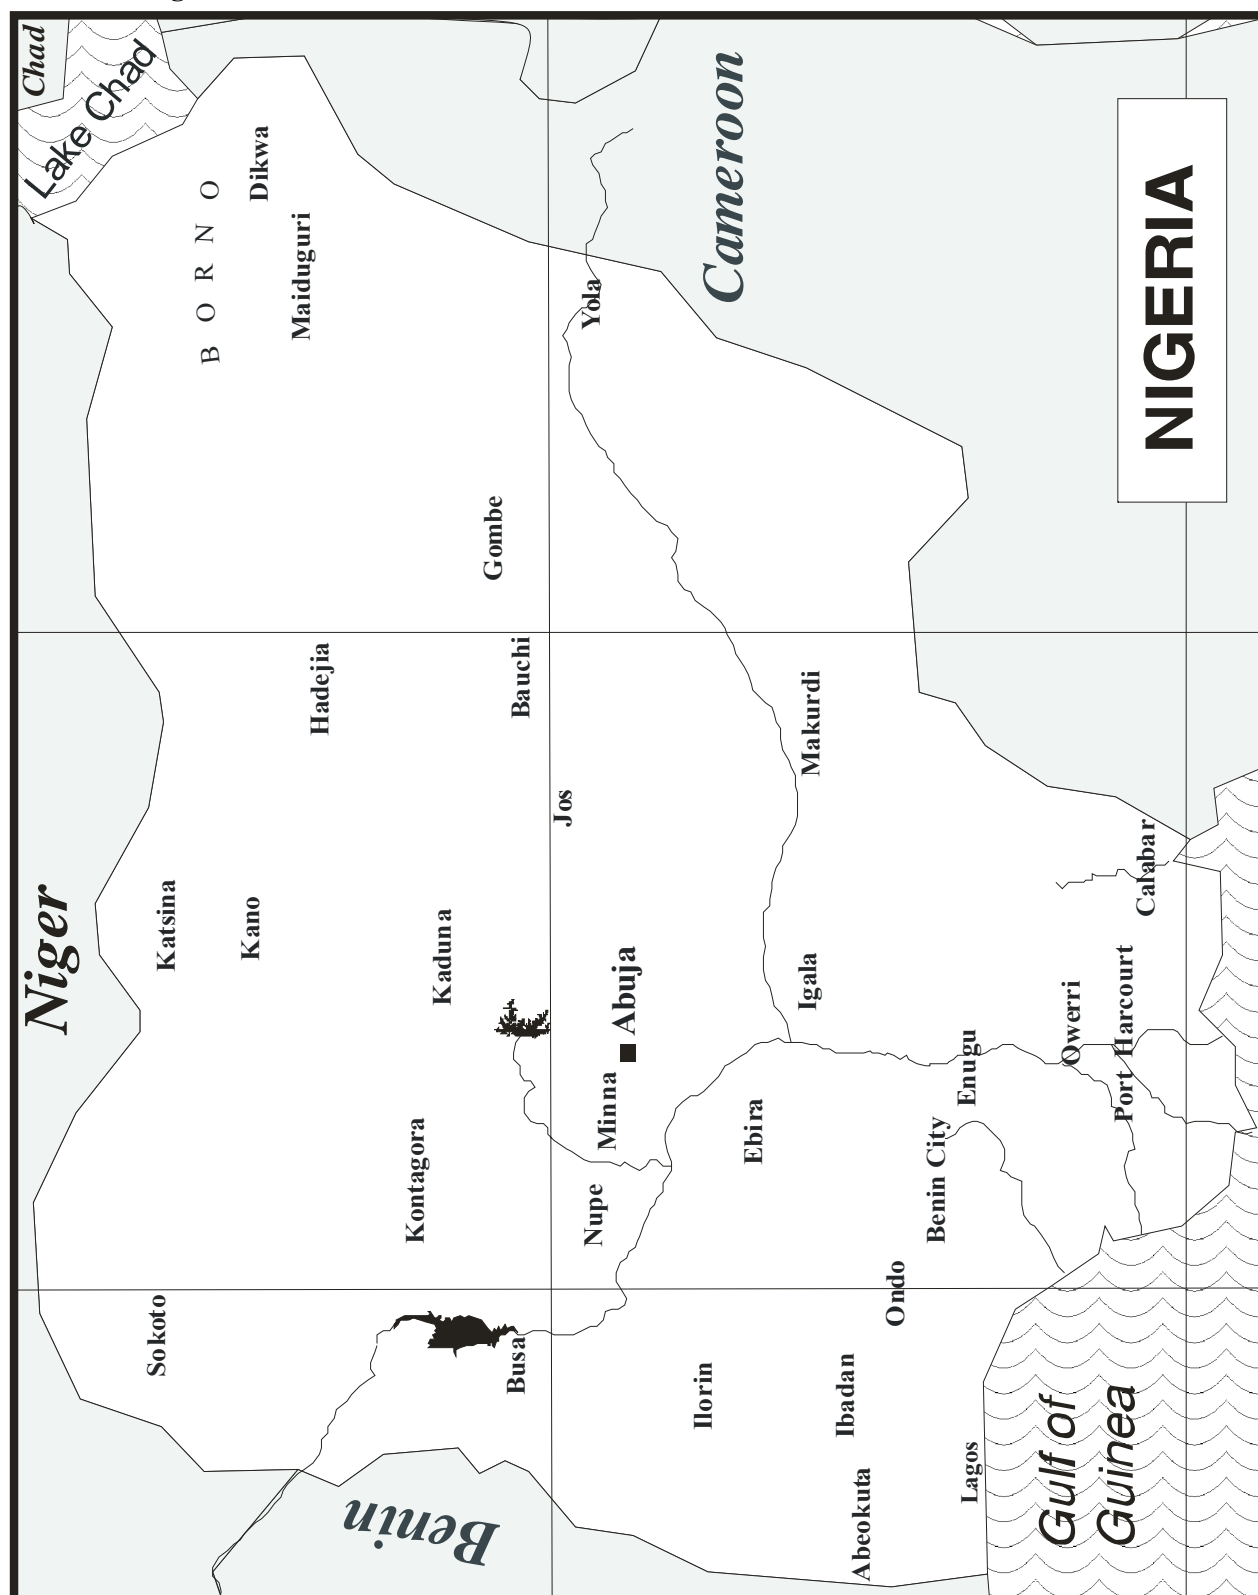 Niger
Chad
Lake Chad
Sokoto
Katsina
Kano
BORNO
Dikwa
Maiduguri
Hadejia
Kontagora
Kaduna
Gombe
Busa
Bauchi
Jos
Benin
Nupe
Minna
Abuja
Yola
Ilorin
Ebira
Igala
Makurdi
Cameroon
Ibadan
Abeokuta
Ondo
Benin City
Enugu
Lagos
Owerri
Port Harcourt
Calabar
Gulf of
Guinea
NIGERIA